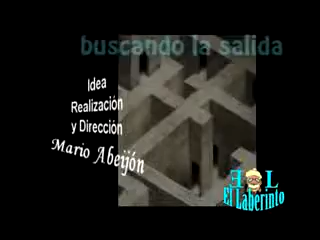 buscando la salida
Idea
Realización
y Dirección
Mario Abeijón
E L
El Laberinto